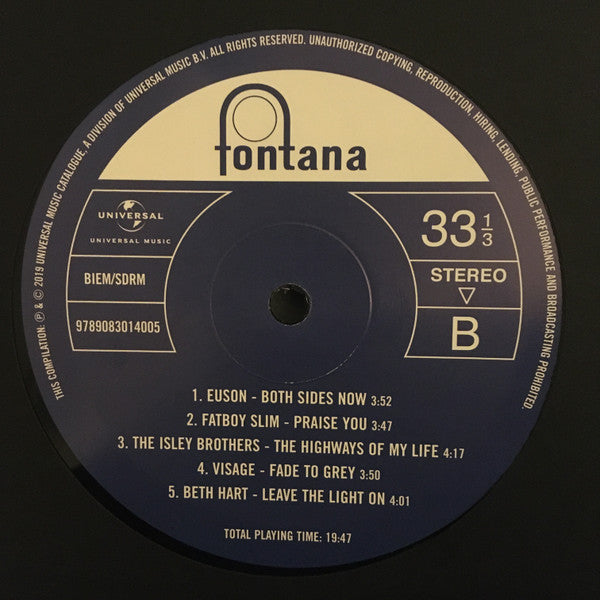 THIS COMPILATION: ℗ & © 2019 UNIVERSAL MUSIC CATALOGUE, A DIVISION OF UNIVERSAL MUSIC B.V. ALL RIGHTS RESERVED. UNAUTHORIZED COPYING, REPRODUCTION, HIRING, LENDING, PUBLIC PERFORMANCE AND BROADCASTING PROHIBITED.
fontana
UNIVERSAL
UNIVERSAL MUSIC
BIEM/SDRM
9789083014005
33 1/3
STEREO
B
1. EUSON - BOTH SIDES NOW 3:52
2. FATBOY SLIM - PRAISE YOU 3:47
3. THE ISLEY BROTHERS - THE HIGHWAYS OF MY LIFE 4:17
4. VISAGE - FADE TO GREY 3:50
5. BETH HART - LEAVE THE LIGHT ON 4:01
TOTAL PLAYING TIME: 19:47